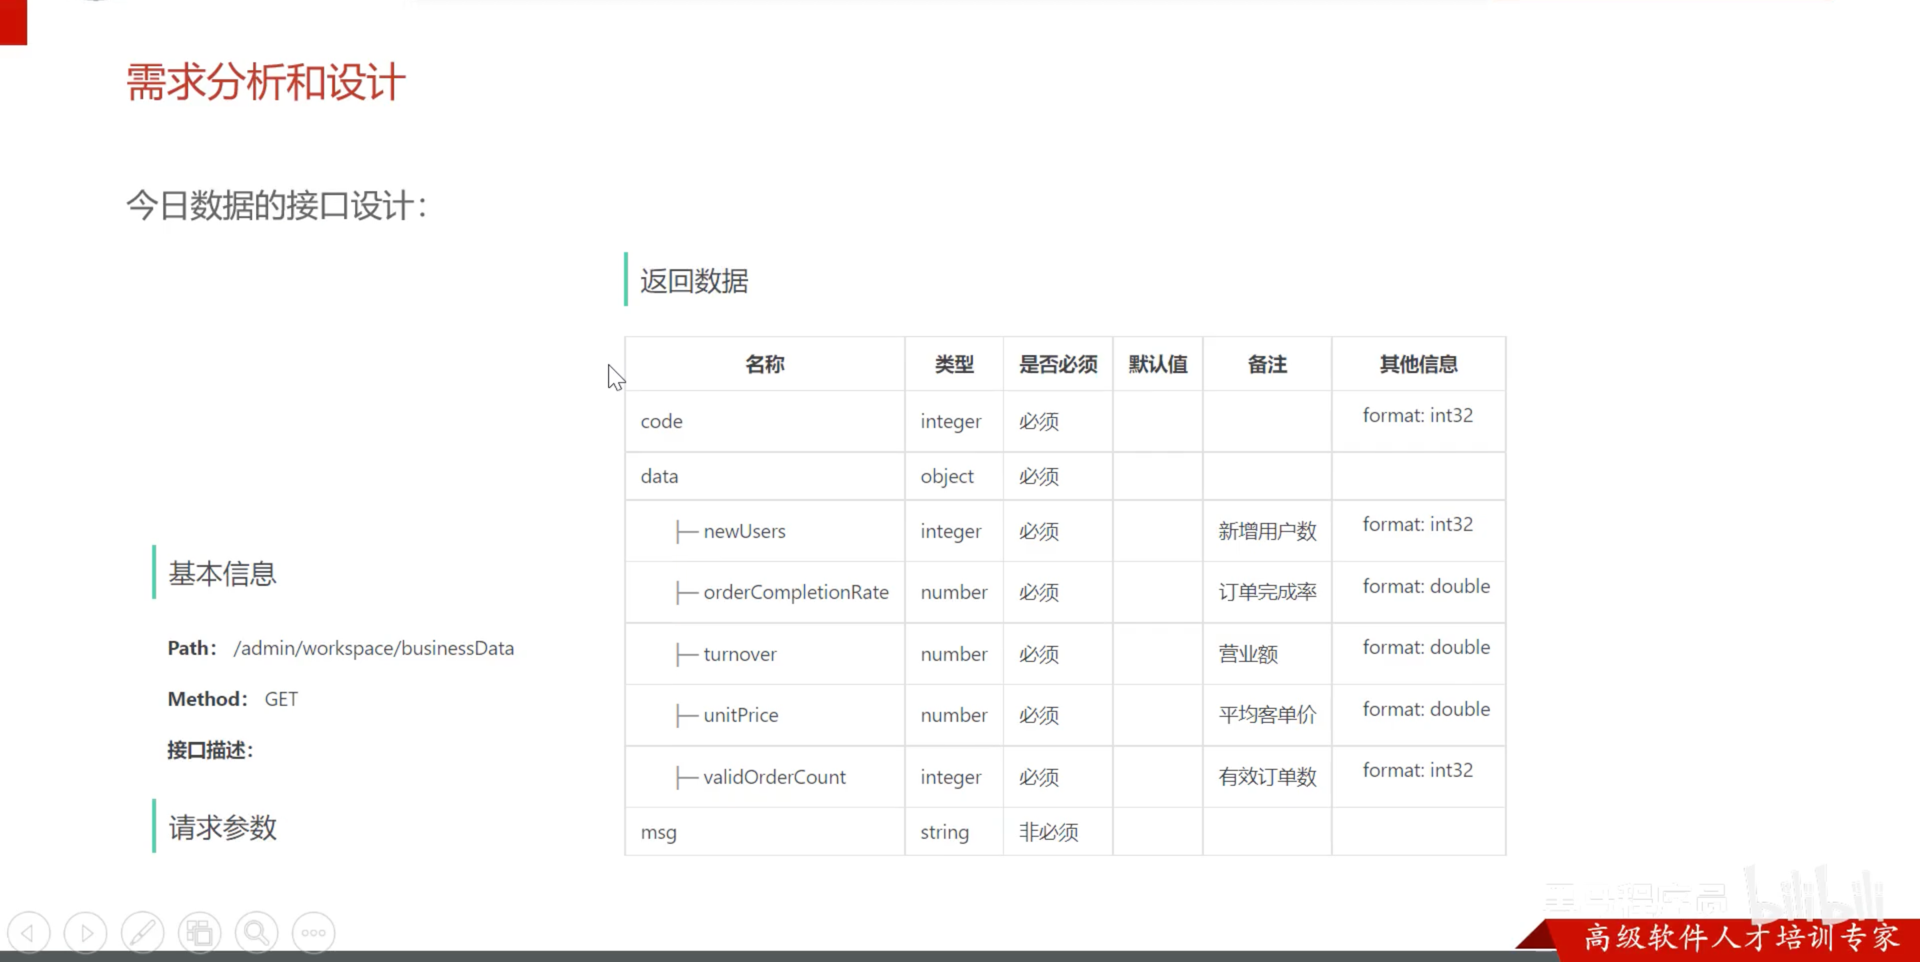 需求分析和设计
今日数据的接口设计：
返回数据
名称 类型 是否必须 默认值 备注 其他信息
code integer 必须 format: int32
data object 必须
├─ newUsers integer 必须 新增用户数 format: int32
├─ orderCompletionRate number 必须 订单完成率 format: double
├─ turnover number 必须 营业额 format: double
├─ unitPrice number 必须 平均客单价 format: double
├─ validOrderCount integer 必须 有效订单数 format: int32
msg string 非必须
基本信息
Path： /admin/workspace/businessData
Method： GET
接口描述：
请求参数
黑马程序员 bilibili
高级软件人才培训专家